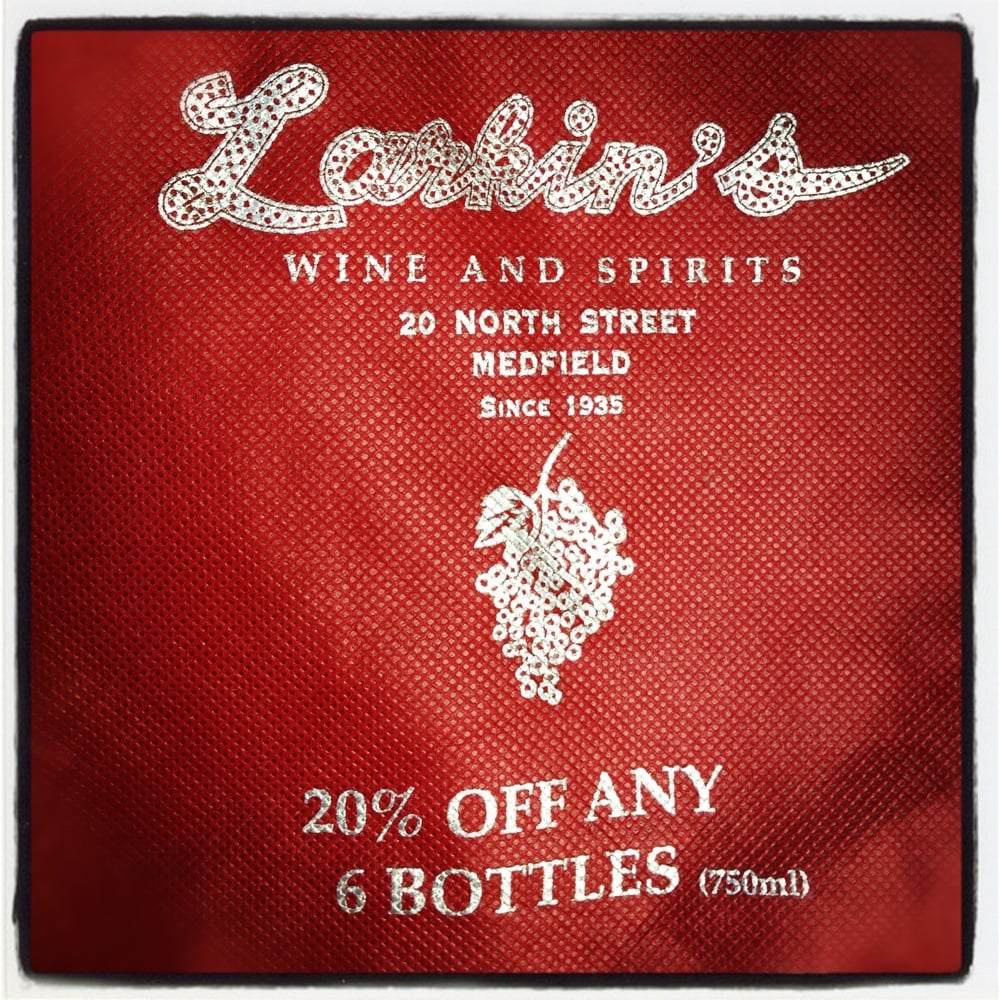 Larkin's
WINE AND SPIRITS
20 NORTH STREET
MEDFIELD
SINCE 1935
20% OFF ANY
6 BOTTLES (750ml)